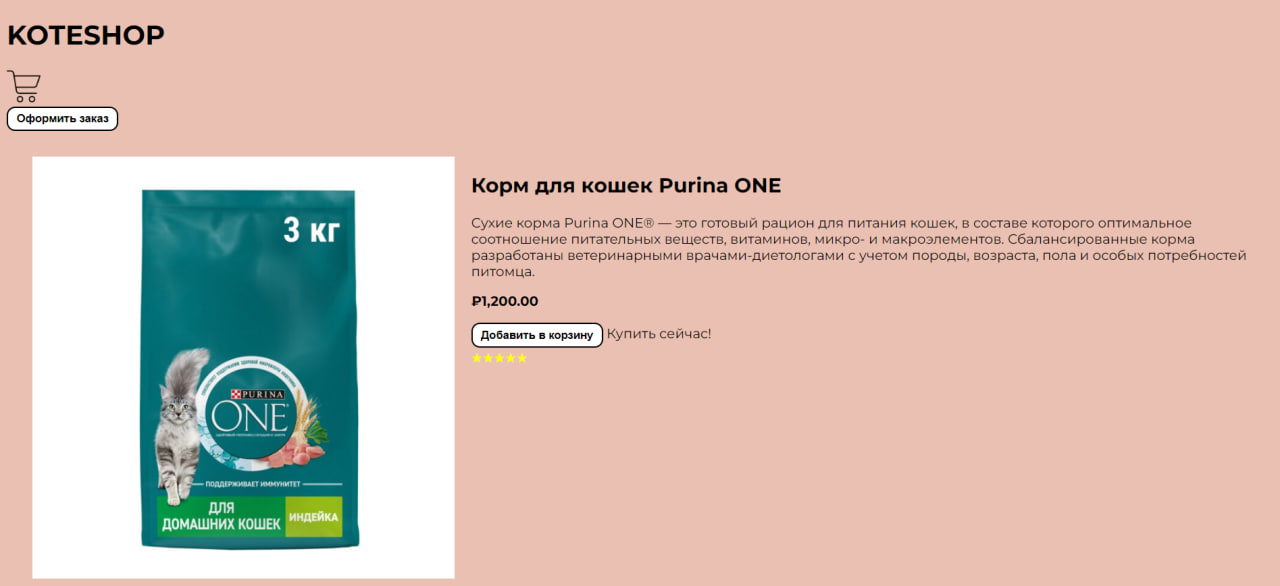 KOTESHOP
Оформить заказ
3 кг
PURINA
ONE
ПОДДЕРЖИВАЕТ ИММУНИТЕТ
ДЛЯ
ДОМАШНИХ КОШЕК
ИНДЕЙКА
Корм для кошек Purina ONE
Сухие корма Purina ONE® — это готовый рацион для питания кошек, в составе которого оптимальное
соотношение питательных веществ, витаминов, микро- и макроэлементов. Сбалансированные корма
разработаны ветеринарными врачами-диетологами с учетом породы, возраста, пола и особых потребностей
питомца.
₽1,200.00
Добавить в корзину Купить сейчас!
★★★★★